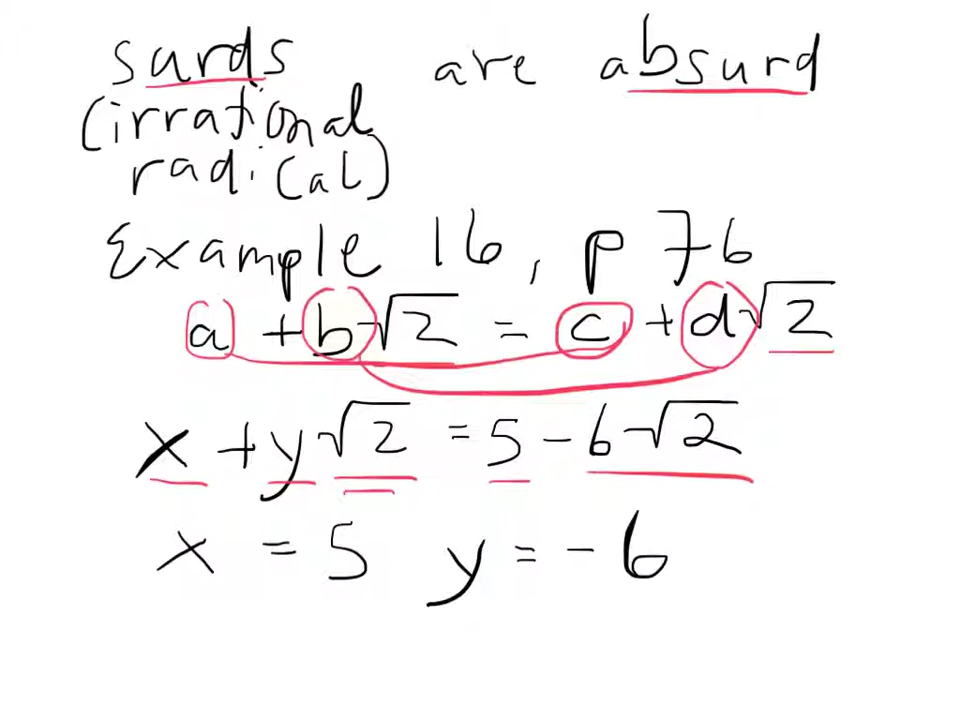 surds are absurd
(irrational
radical)
Example 16, p 76
a + b√2 = c + d√2
x + y√2 = 5 - 6√2
x = 5 y = -6